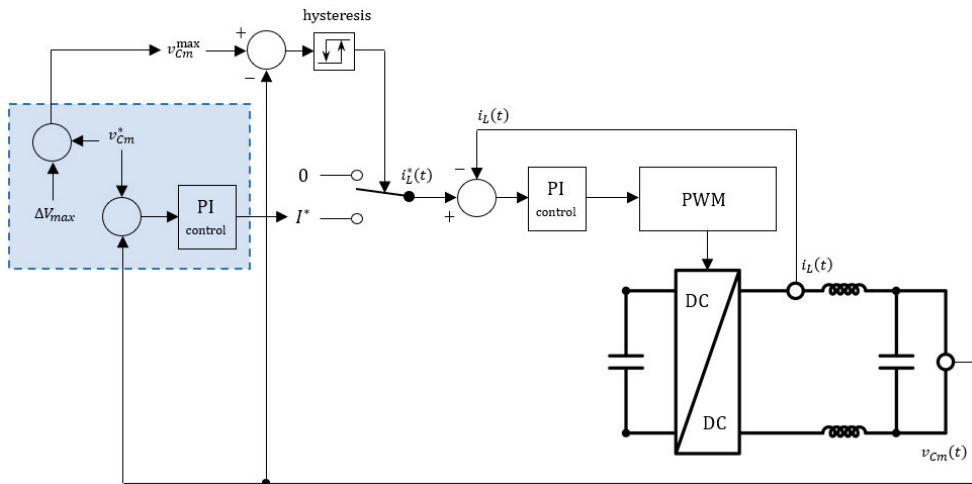 hysteresis
v_{Cm}^{max}
+
−
v_{Cm}^*
ΔV_{max}
PI
control
0
I*
i_L^*(t)
i_L(t)
−
+
PI
control
PWM
i_L(t)
DC
DC
v_{Cm}(t)